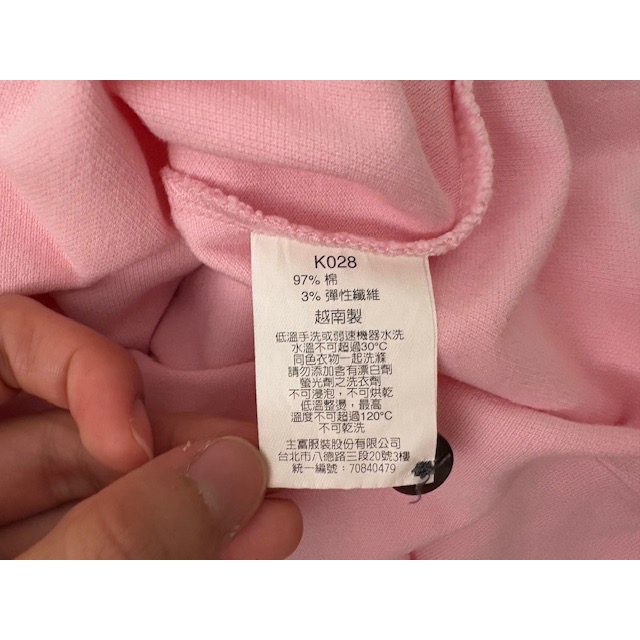 K028
97% 棉
3% 彈性纖維
越南製
低溫手洗或弱速機器水洗
水溫不可超過30°C
同色衣物一起洗滌
請勿添加含有漂白劑
螢光劑之洗衣劑
不可浸泡，不可烘乾
低溫整燙，最高
溫度不可超過120°C
不可乾洗
主富服裝股份有限公司
台北市八德路三段20號3樓
統一編號：70840479